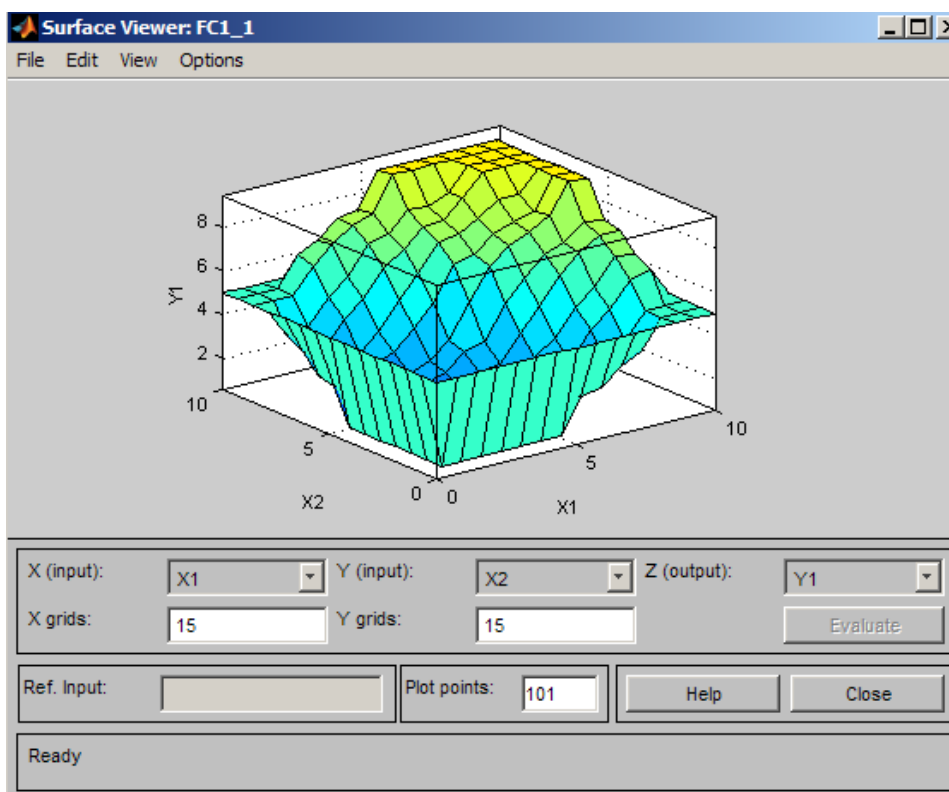 Surface Viewer: FC1_1
File Edit View Options
8
6
4
2
Y1
10
5
0
X2
0
5
10
X1
X (input): X1 Y (input): X2 Z (output): Y1
X grids: 15 Y grids: 15 Evaluate
Ref. Input: Plot points: 101 Help Close
Ready